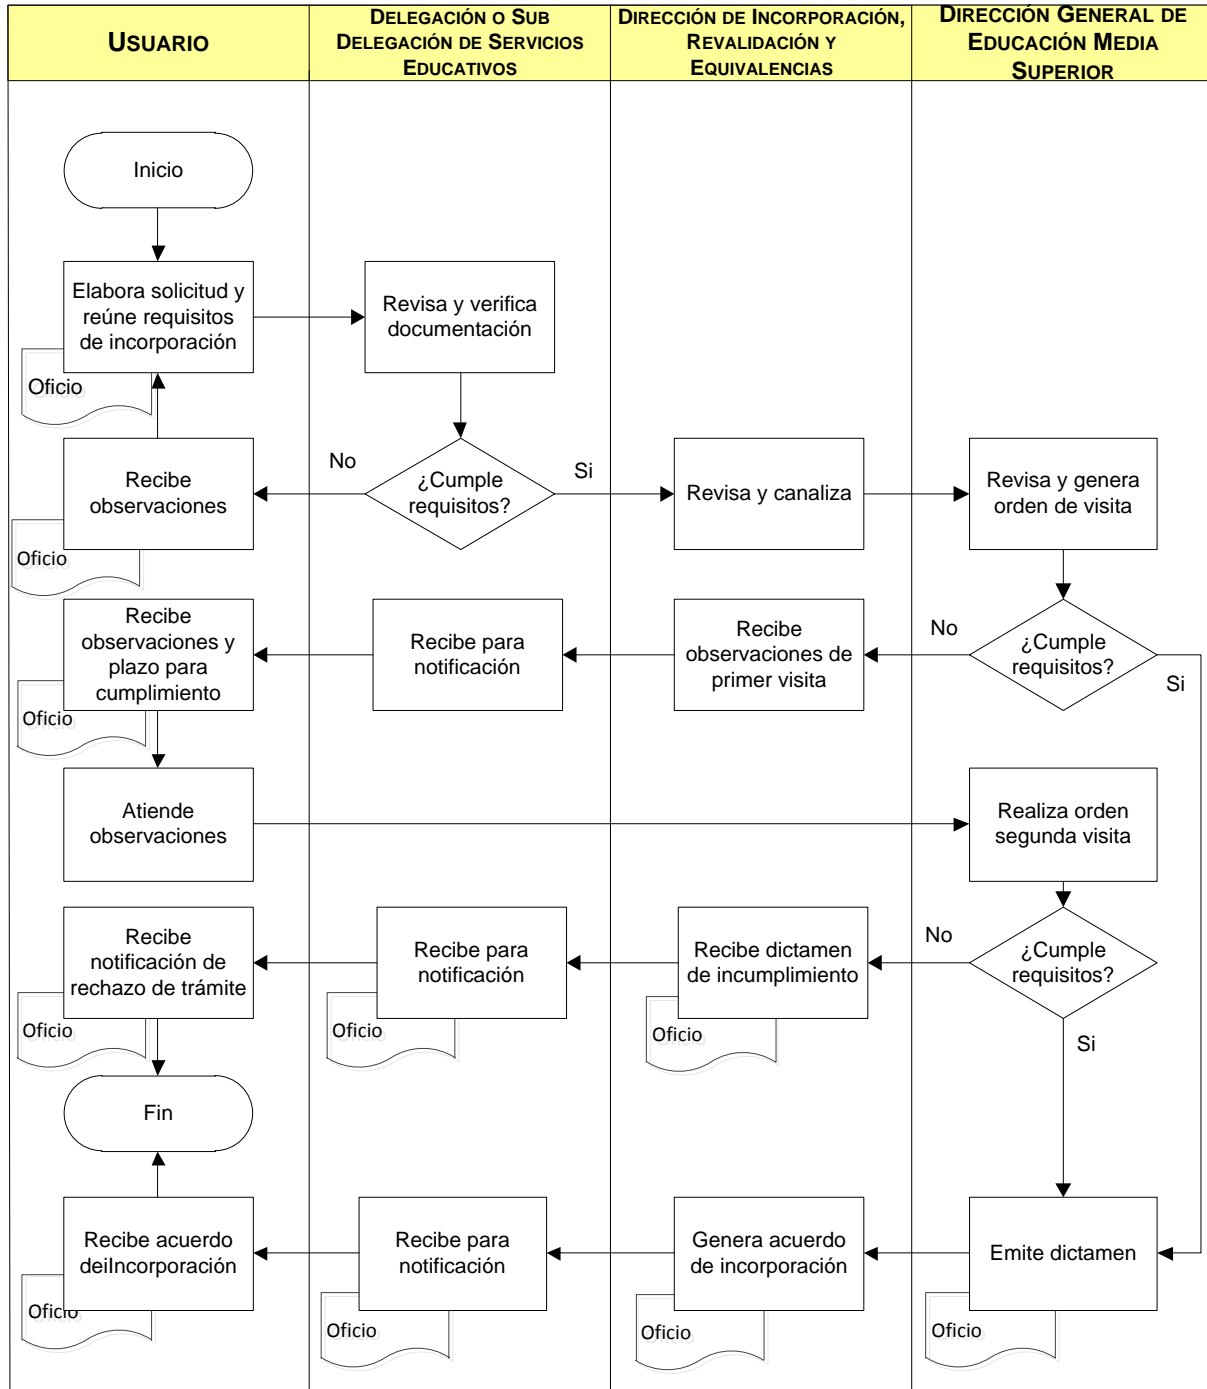 USUARIO
DELEGACIÓN O SUB
DELEGACIÓN DE SERVICIOS
EDUCATIVOS
DIRECCIÓN DE INCORPORACIÓN,
REVALIDACIÓN Y
EQUIVALENCIAS
DIRECCIÓN GENERAL DE
EDUCACIÓN MEDIA
SUPERIOR
Inicio
Elabora solicitud y
reúne requisitos
de incorporación
Oficio
Revisa y verifica
documentación
Recibe
observaciones
Oficio
No
¿Cumple
requisitos?
Si
Revisa y canaliza
Revisa y genera
orden de visita
Recibe
observaciones y
plazo para
cumplimiento
Oficio
Recibe para
notificación
Recibe
observaciones de
primer visita
No
¿Cumple
requisitos?
Si
Atiende
observaciones
Realiza orden
segunda visita
Recibe
notificación de
rechazo de trámite
Oficio
Recibe para
notificación
Oficio
Recibe dictamen
de incumplimiento
Oficio
No
¿Cumple
requisitos?
Si
Fin
Recibe acuerdo
deiIncorporación
Oficio
Recibe para
notificación
Oficio
Genera acuerdo
de incorporación
Oficio
Emite dictamen
Oficio